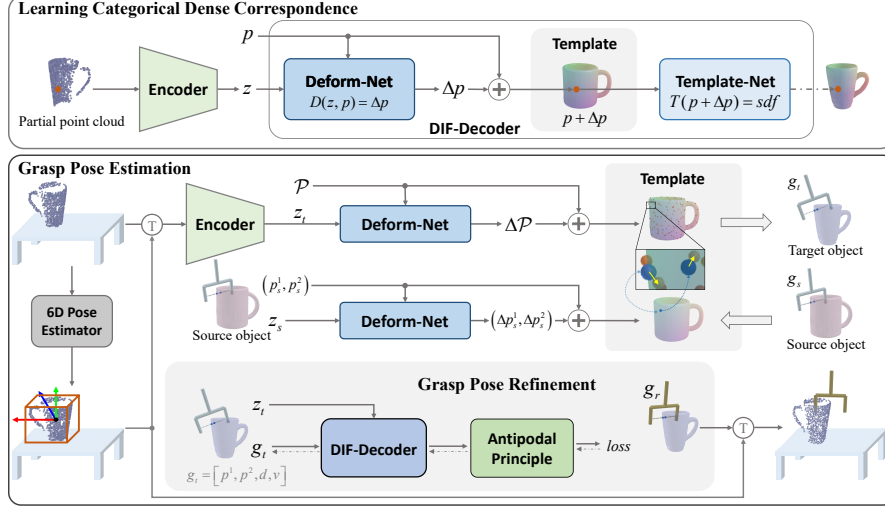 Learning Categorical Dense Correspondence
p
Template
Encoder
z
Deform-Net
D(z, p) = Δp
Δp
Template-Net
T(p + Δp) = sdf
Partial point cloud
DIF-Decoder
p + Δp
Grasp Pose Estimation
𝒫
Template
g_t
T
Encoder
z_t
Deform-Net
Δ𝒫
Target object
(p_s^1, p_s^2)
g_s
6D Pose
Estimator
z_s
Deform-Net
(Δp_s^1, Δp_s^2)
Source object
Source object
Grasp Pose Refinement
z_t
g_r
g_t
DIF-Decoder
Antipodal
Principle
loss
T
g_t = [p^1, p^2, d, v]